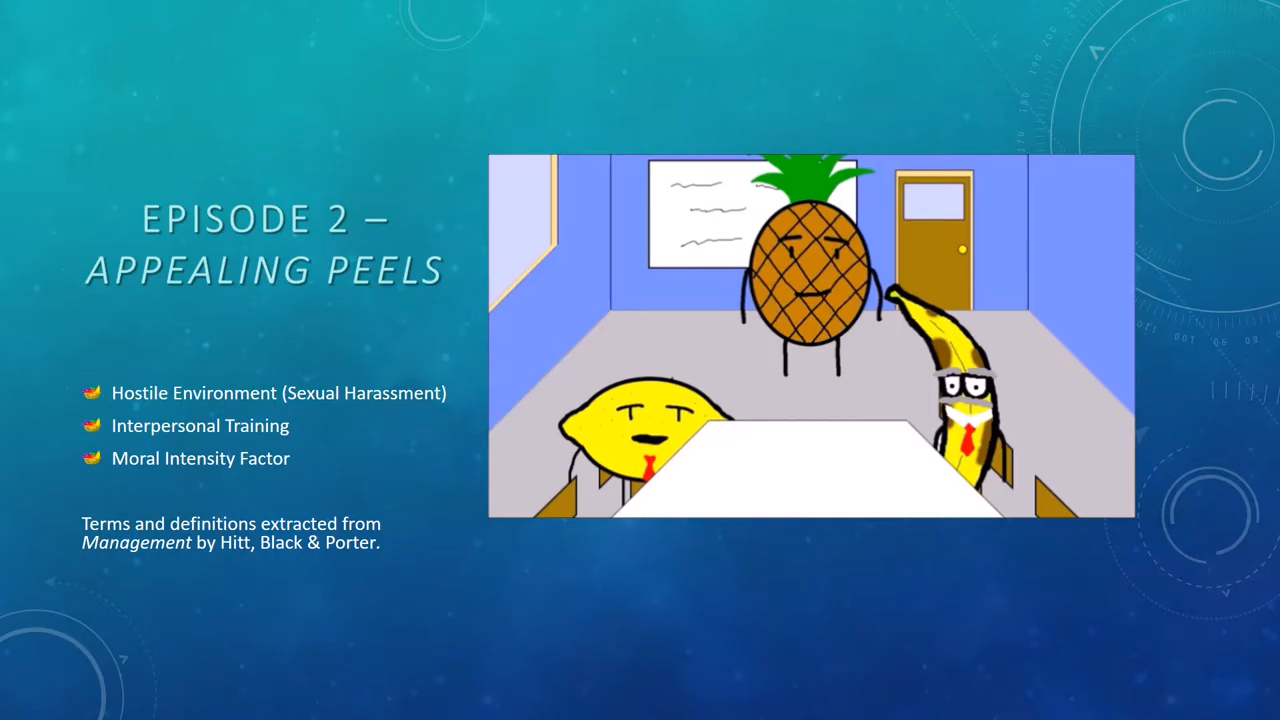 EPISODE 2 –
APPEALING PEELS
Hostile Environment (Sexual Harassment)
Interpersonal Training
Moral Intensity Factor
Terms and definitions extracted from
Management by Hitt, Black & Porter.